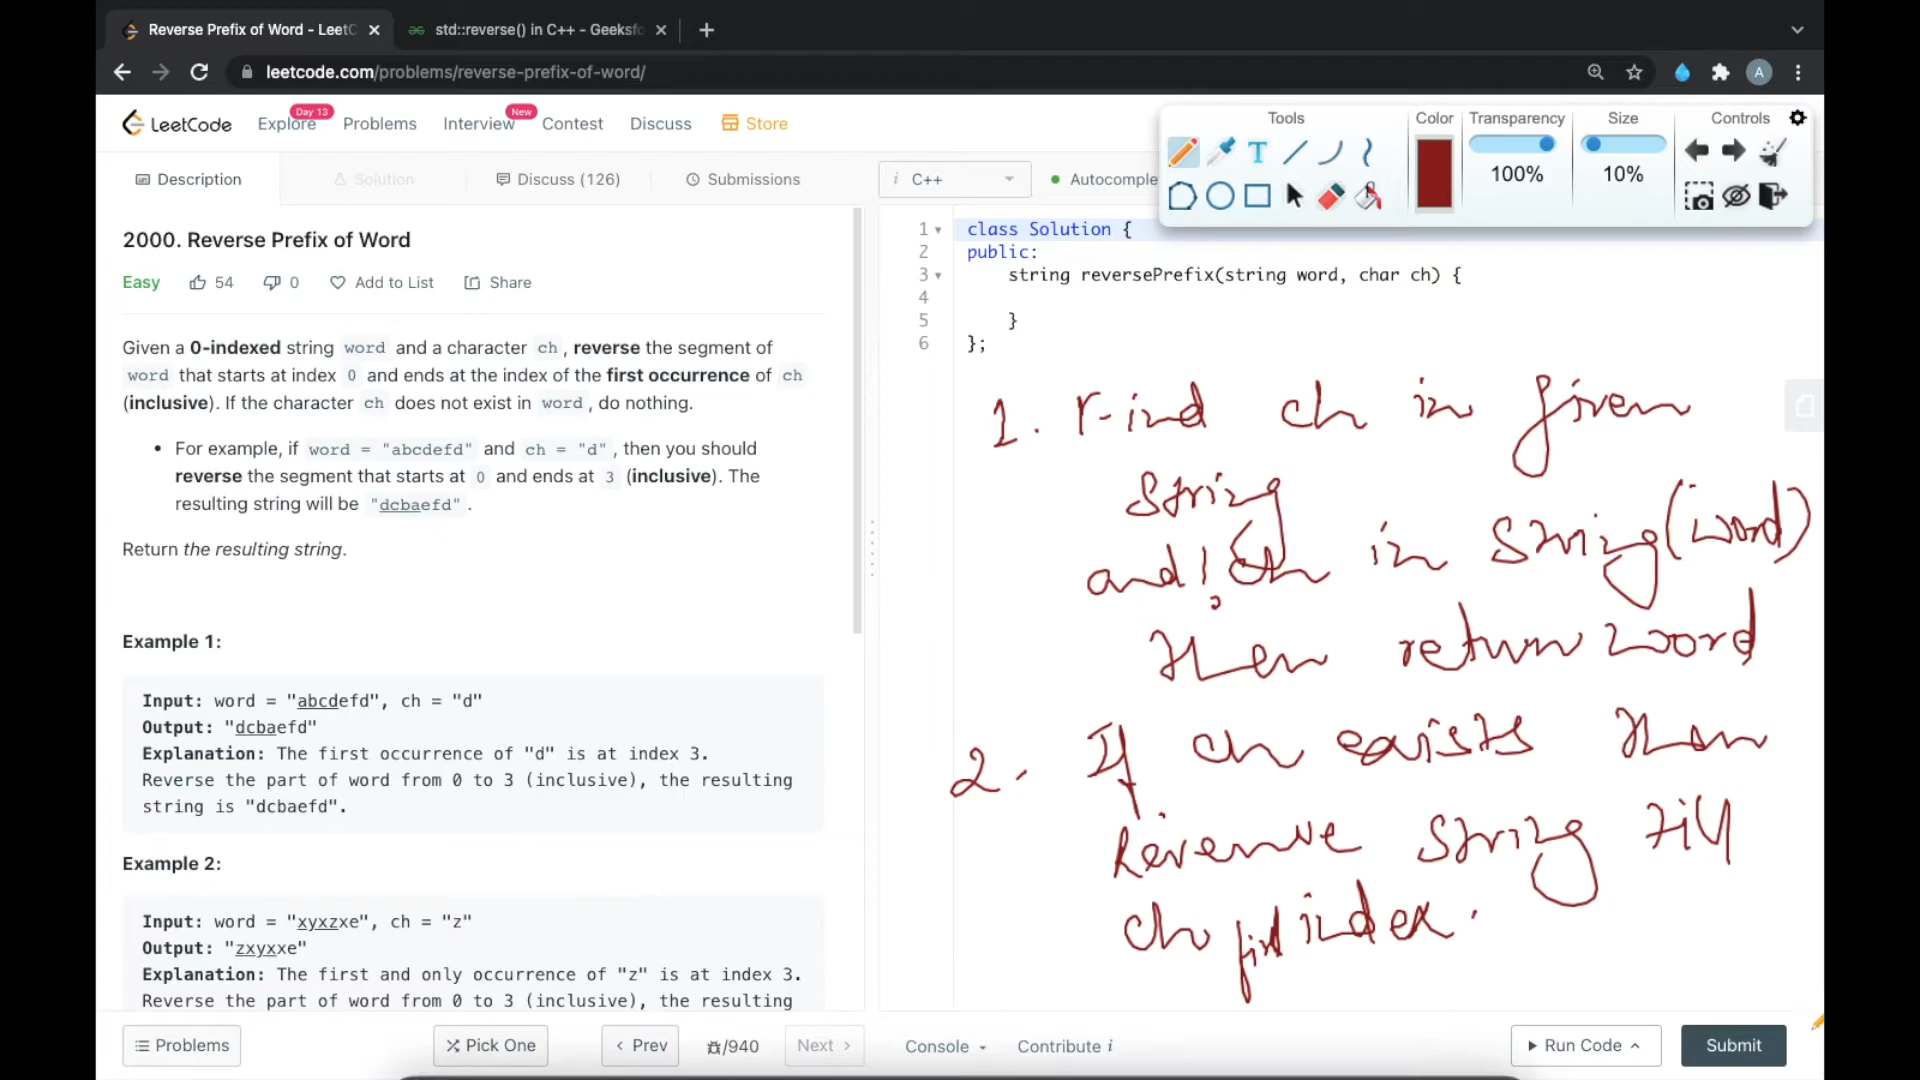 Reverse Prefix of Word - LeetC
std::reverse() in C++ - Geeksfo
leetcode.com/problems/reverse-prefix-of-word/
A
LeetCode
Explore
Day 13
Problems
Interview
New
Contest
Discuss
Store
Tools
Color
Transparency
Size
Controls
100%
10%
Description
Solution
Discuss (126)
Submissions
i C++
Autocomple
2000. Reverse Prefix of Word
Easy
54
0
Add to List
Share
Given a 0-indexed string word and a character ch, reverse the segment of
word that starts at index 0 and ends at the index of the first occurrence of ch
(inclusive). If the character ch does not exist in word, do nothing.
• For example, if word = "abcdefd" and ch = "d", then you should
reverse the segment that starts at 0 and ends at 3 (inclusive). The
resulting string will be "dcbaefd".
Return the resulting string.
Example 1:
Input: word = "abcdefd", ch = "d"
Output: "dcbaefd"
Explanation: The first occurrence of "d" is at index 3.
Reverse the part of word from 0 to 3 (inclusive), the resulting
string is "dcbaefd".
Example 2:
Input: word = "xyxzxe", ch = "z"
Output: "zxyxxe"
Explanation: The first and only occurrence of "z" is at index 3.
Reverse the part of word from 0 to 3 (inclusive), the resulting
1 class Solution {
2 public:
3 string reversePrefix(string word, char ch) {
4
5 }
6 };
1. Find ch in given
string
and ! ch in string (word)
then return word
2. If ch exists then
Reverse string till
ch first index.
Problems
Pick One
Prev
/940
Next
Console
Contribute i
Run Code
Submit